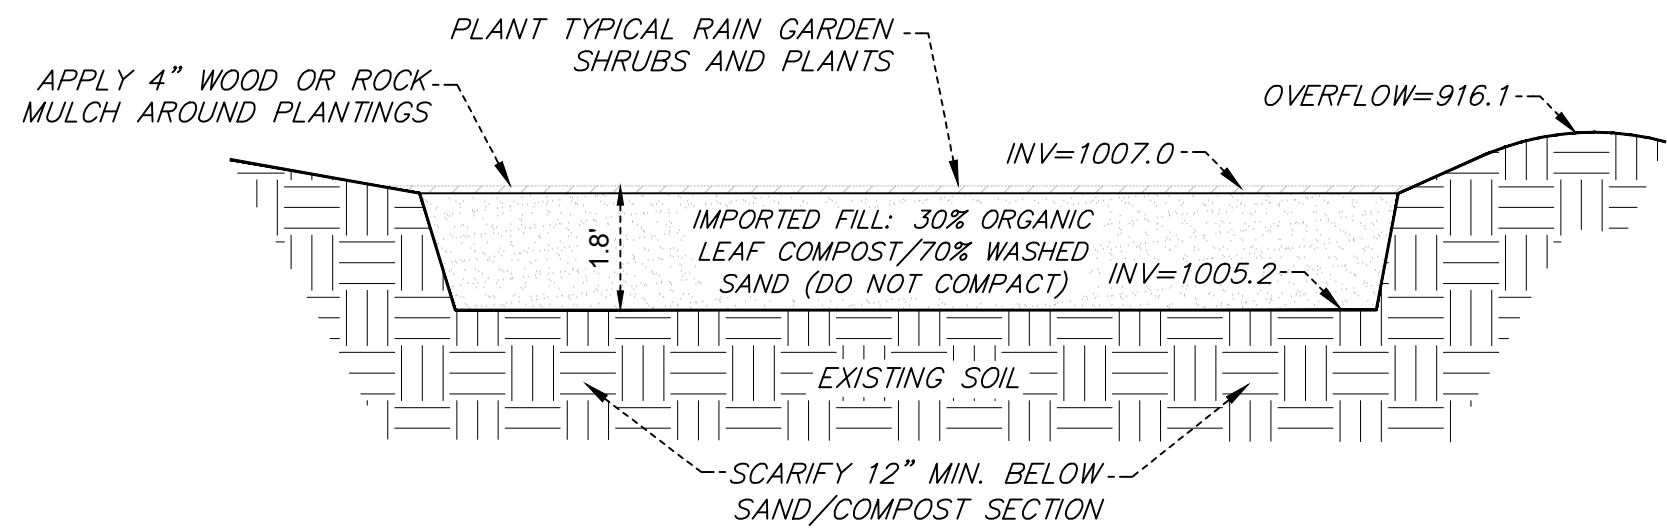 PLANT TYPICAL RAIN GARDEN
SHRUBS AND PLANTS
APPLY 4” WOOD OR ROCK
MULCH AROUND PLANTINGS
OVERFLOW=916.1
INV=1007.0
1.8'
IMPORTED FILL: 30% ORGANIC
LEAF COMPOST/70% WASHED
SAND (DO NOT COMPACT)
INV=1005.2
EXISTING SOIL
SCARIFY 12” MIN. BELOW
SAND/COMPOST SECTION